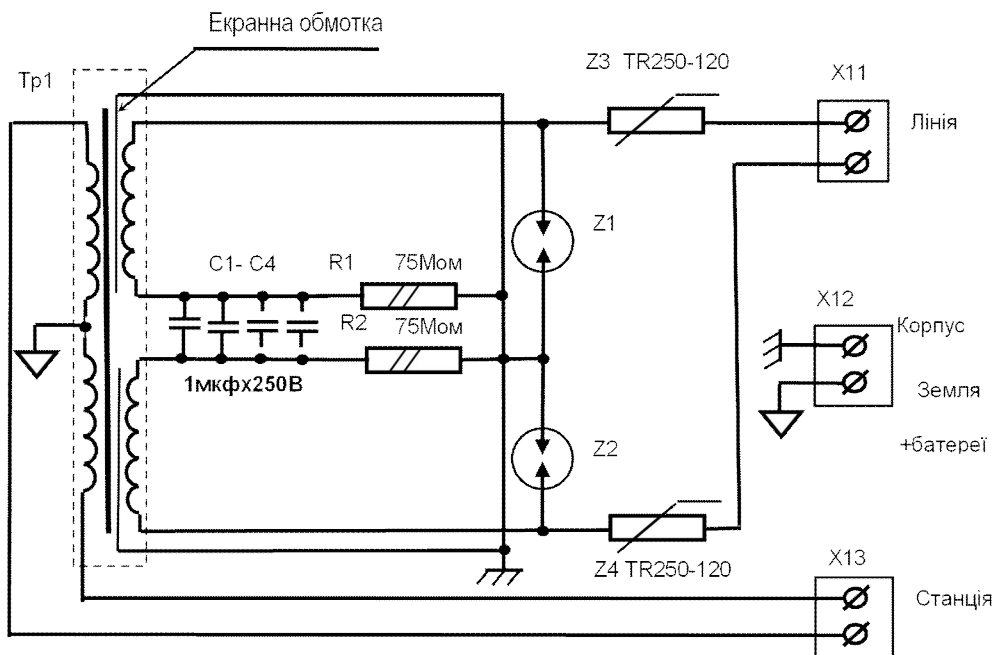 Екранна обмотка
Тр1
Z3 TR250-120
X11
Лінія
Z1
C1- C4
R1
75Мом
R2
75Мом
1мкфх250В
X12
Корпус
Земля
+батереї
Z2
Z4 TR250-120
X13
Станція